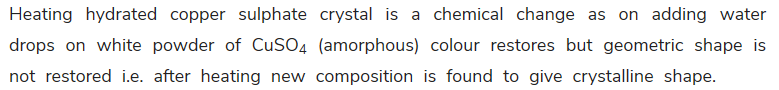 Heating hydrated copper sulphate crystal is a chemical change as on adding water
drops on white powder of CuSO₄ (amorphous) colour restores but geometric shape is
not restored i.e. after heating new composition is found to give crystalline shape.